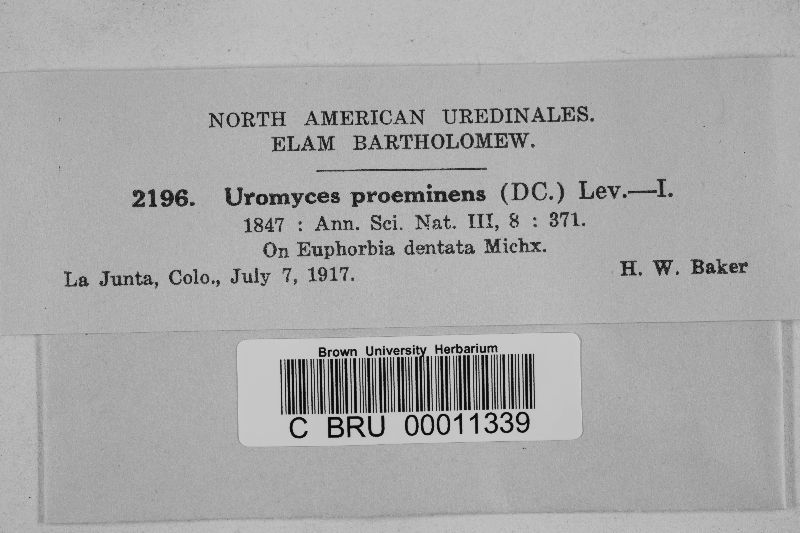 NORTH AMERICAN UREDINALES.
ELAM BARTHOLOMEW.
2196. Uromyces proeminens (DC.) Lev.—I.
1847 : Ann. Sci. Nat. III, 8 : 371.
On Euphorbia dentata Michx.
La Junta, Colo., July 7, 1917. H. W. Baker
Brown University Herbarium
C BRU 00011339